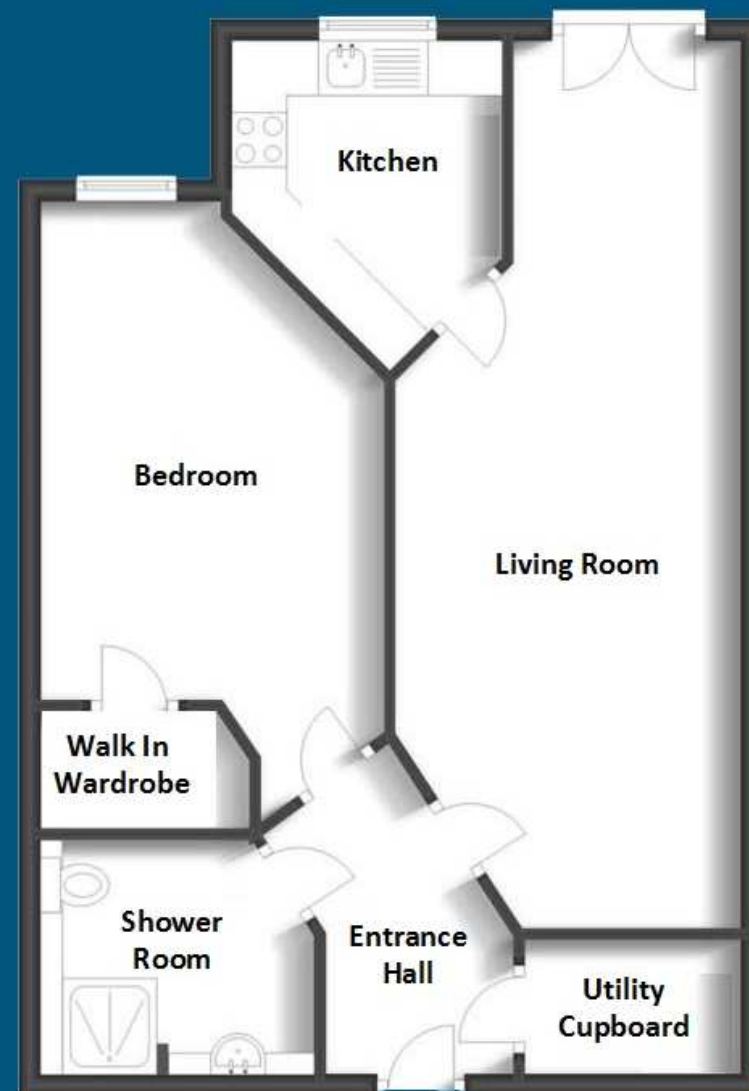 Kitchen
Bedroom
Living Room
Walk In
Wardrobe
Shower
Room
Entrance
Hall
Utility
Cupboard